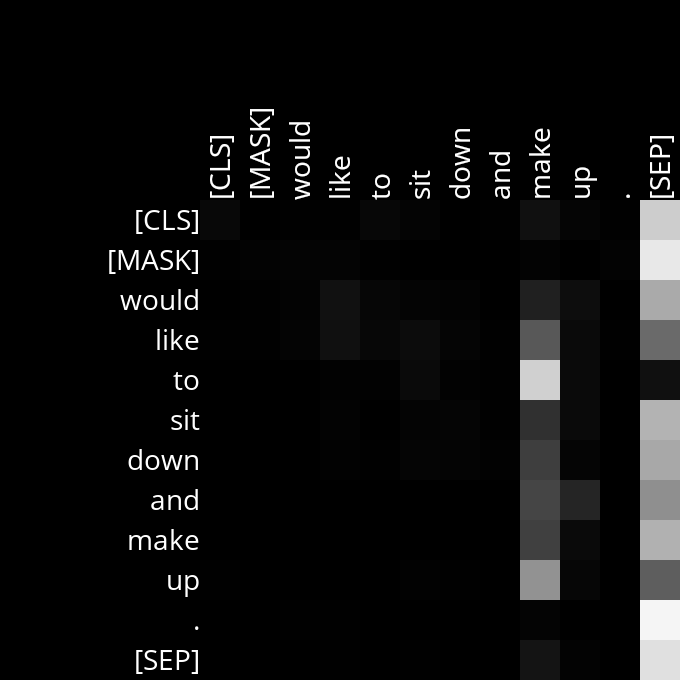 [CLS] [MASK] would like to sit down and make up . [SEP]
[CLS]
[MASK]
would
like
to
sit
down
and
make
up
.
[SEP]